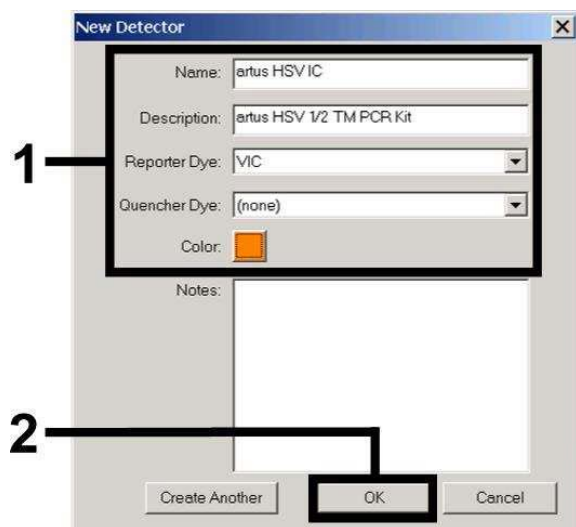 New Detector
Name: artus HSV IC
Description: artus HSV 1/2 TM PCR Kit
1
Reporter Dye: VIC
Quencher Dye: (none)
Color:
Notes:
2
Create Another OK Cancel